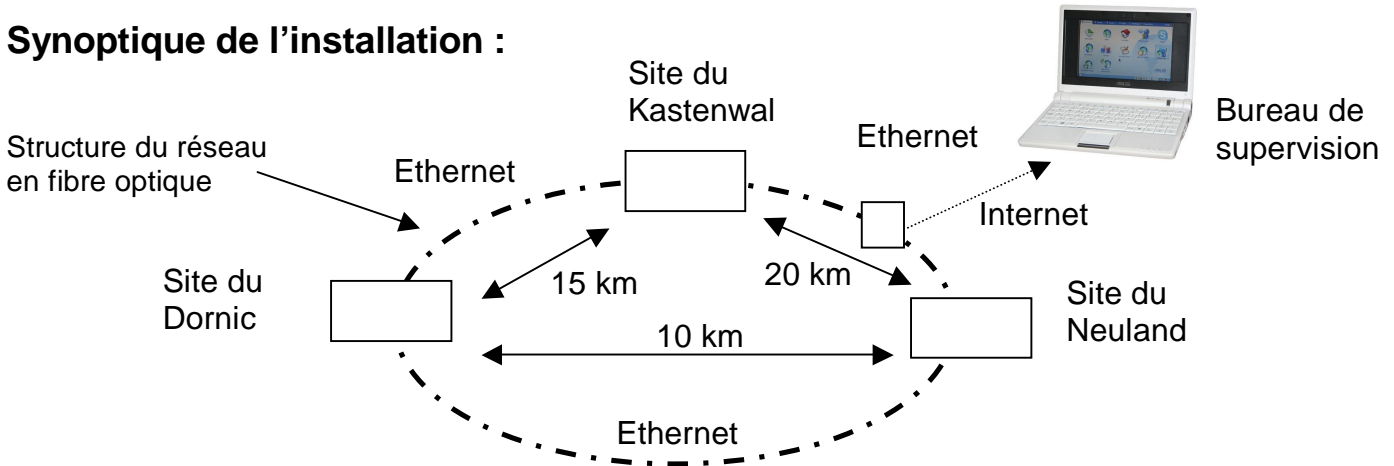 Synoptique de l'installation :
Site du
Kastenwal
Ethernet
Bureau de
supervision
Structure du réseau
en fibre optique
Ethernet
Internet
Site du
Dornic
15 km
20 km
Site du
Neuland
10 km
Ethernet